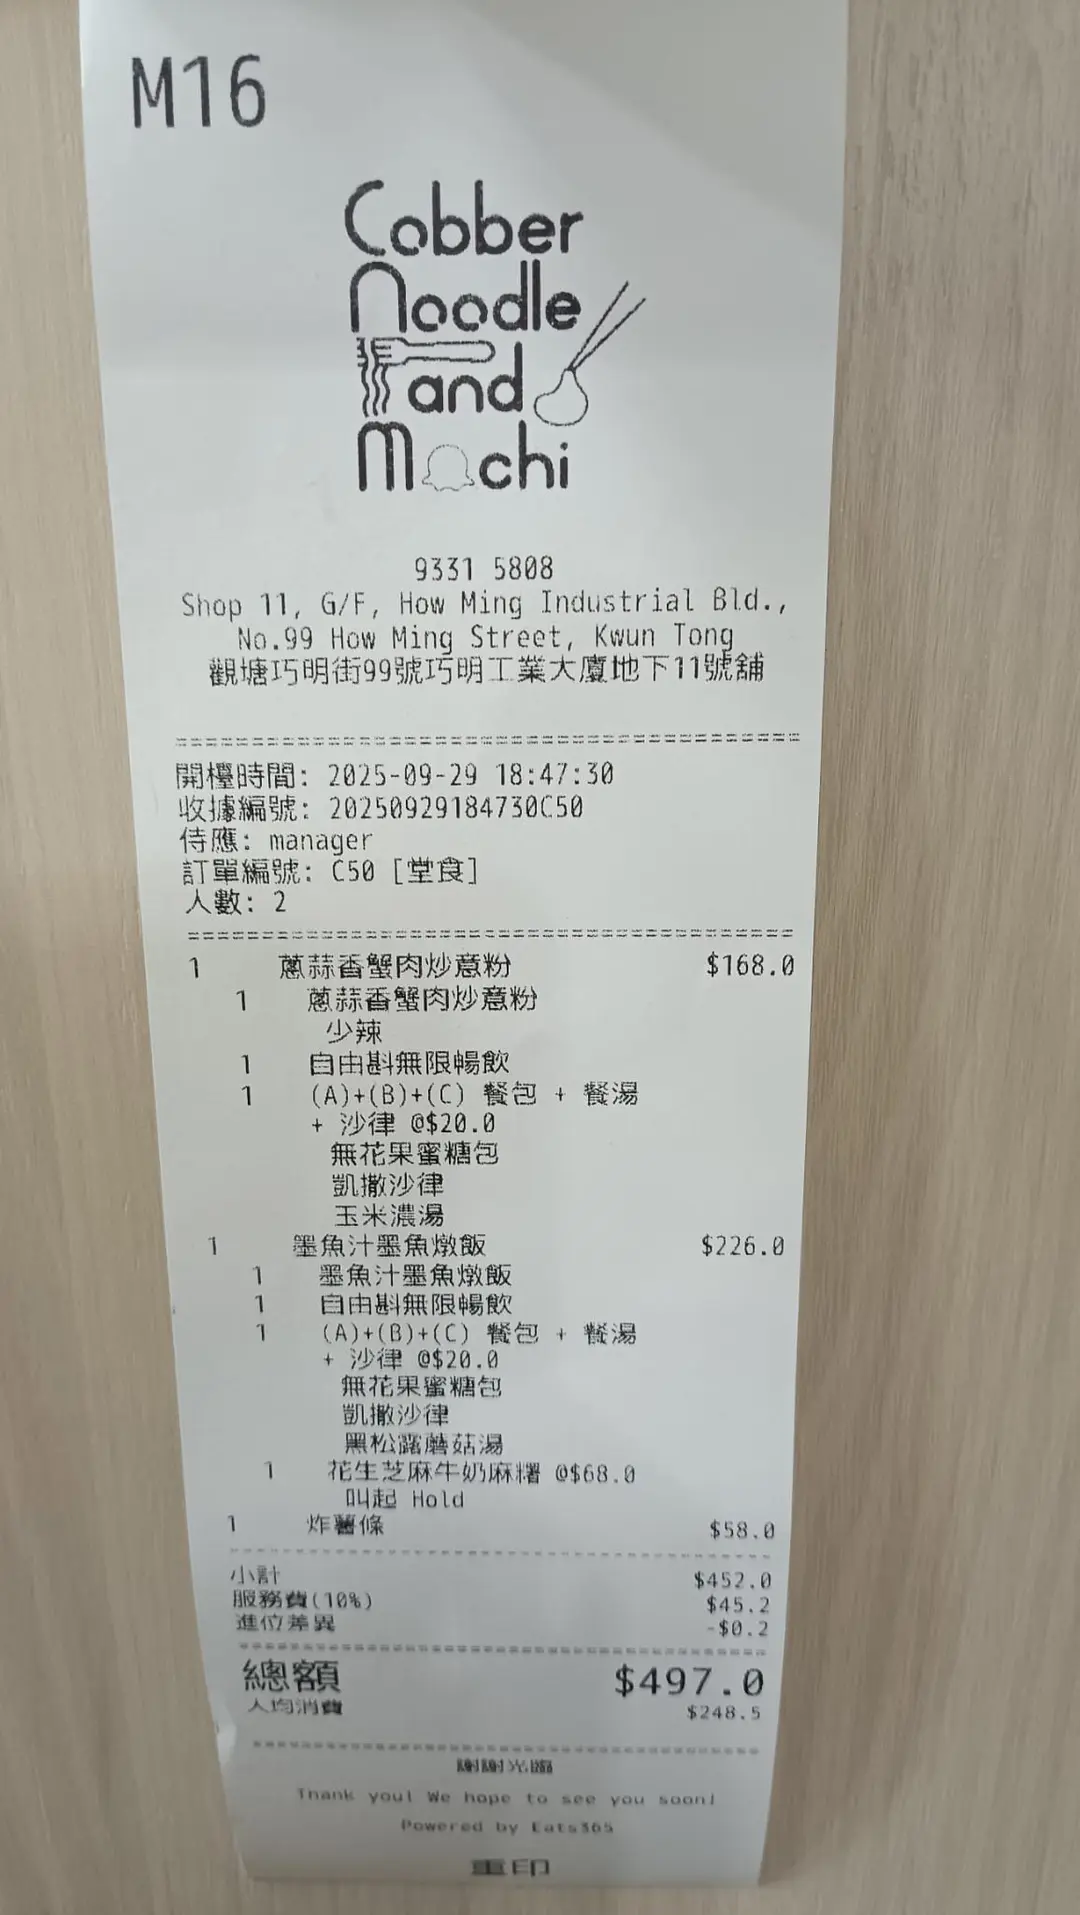 M16
Cobber
Noodle
and
Mochi
9331 5808
Shop 11, G/F, How Ming Industrial Bld.,
No.99 How Ming Street, Kwun Tong
觀塘巧明街99號巧明工業大廈地下11號舖
開檯時間: 2025-09-29 18:47:30
收據編號: 20250929184730C50
侍應: manager
訂單編號: C50 [堂食]
人數: 2
1 蔥蒜香蟹肉炒意粉 $168.0
1 蔥蒜香蟹肉炒意粉
少辣
1 自由斟無限暢飲
1 (A)+(B)+(C) 餐包 + 餐湯
+ 沙律 @$20.0
無花果蜜糖包
凱撒沙律
玉米濃湯
1 墨魚汁墨魚燉飯 $226.0
1 墨魚汁墨魚燉飯
1 自由斟無限暢飲
1 (A)+(B)+(C) 餐包 + 餐湯
+ 沙律 @$20.0
無花果蜜糖包
凱撒沙律
黑松露蘑菇湯
1 花生芝麻牛奶麻糬 @$68.0
叫起 Hold
1 炸薯條 $58.0
小計 $452.0
服務費(10%) $45.2
進位差異 -$0.2
總額 $497.0
人均消費 $248.5
謝謝光臨
Thank you! We hope to see you soon!
Powered by Eats365
重印